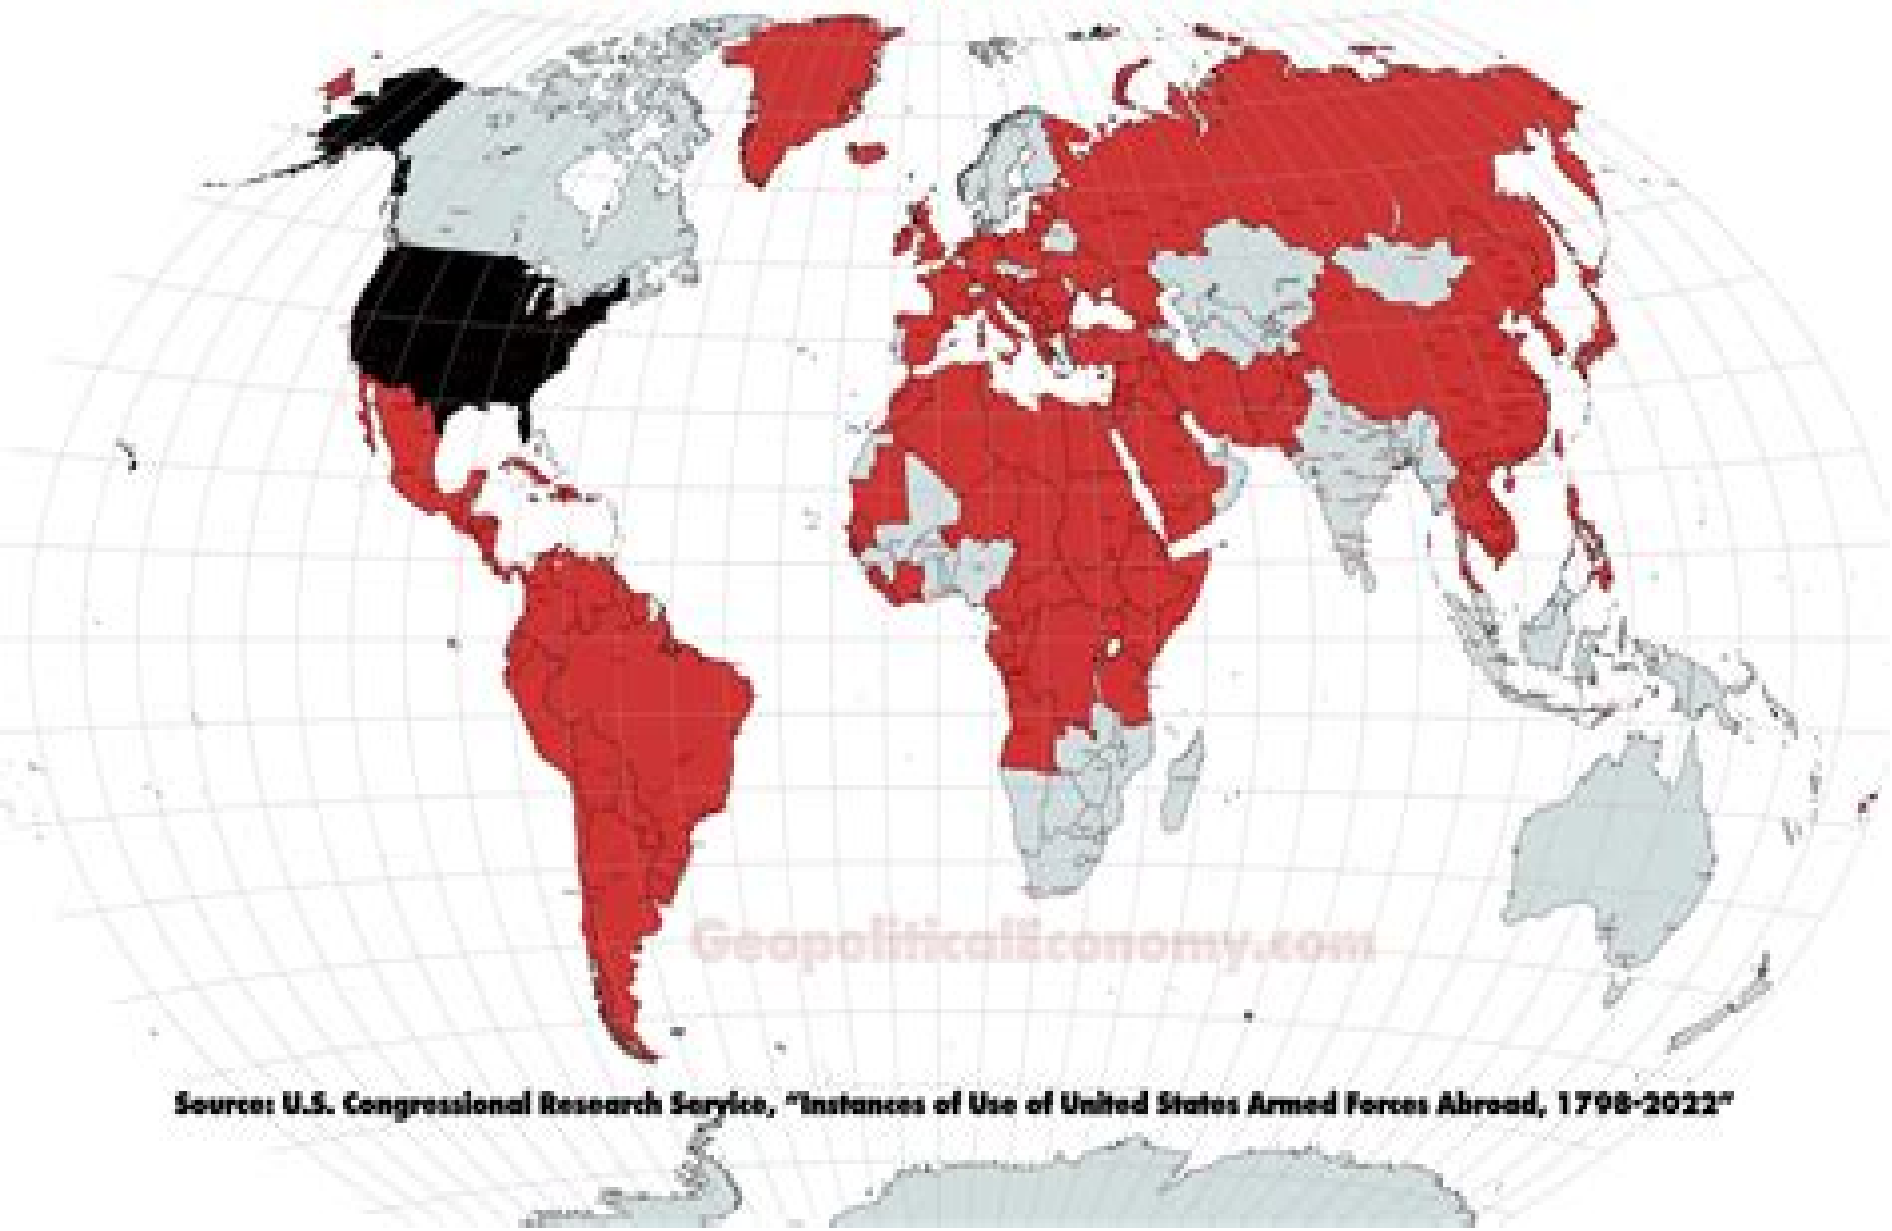 GeopoliticalEconomy.com
Source: U.S. Congressional Research Service, "Instances of Use of United States Armed Forces Abroad, 1798-2022"